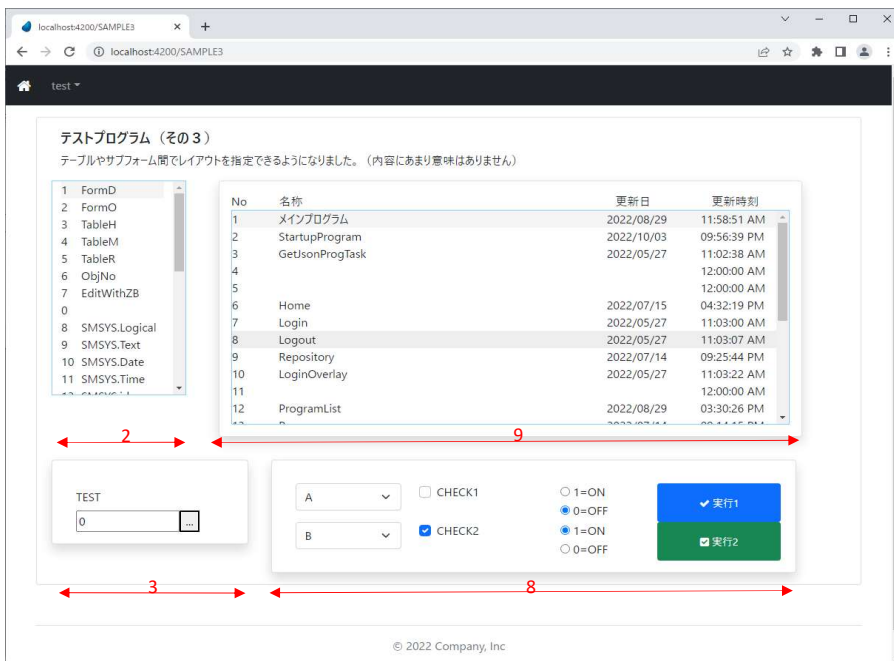 localhost:4200/SAMPLE3
localhost:4200/SAMPLE3
test
テストプログラム（その３）
テーブルやサブフォーム間でレイアウトを指定できるようになりました。（内容にあまり意味はありません）
1 FormD
2 FormO
3 TableH
4 TableM
5 TableR
6 ObjNo
7 EditWithZB
0
8 SMSYS.Logical
9 SMSYS.Text
10 SMSYS.Date
11 SMSYS.Time
No 名称 更新日 更新時刻
1 メインプログラム 2022/08/29 11:58:51 AM
2 StartupProgram 2022/10/03 09:56:39 PM
3 GetJsonProgTask 2022/05/27 11:02:38 AM
4 12:00:00 AM
5 12:00:00 AM
6 Home 2022/07/15 04:32:19 PM
7 Login 2022/05/27 11:03:00 AM
8 Logout 2022/05/27 11:03:07 AM
9 Repository 2022/07/14 09:25:44 PM
10 LoginOverlay 2022/05/27 11:03:22 AM
11 12:00:00 AM
12 ProgramList 2022/08/29 03:30:26 PM
2 9
TEST
0 ...
A CHECK1 1=ON
0=OFF
実行1
B CHECK2 1=ON
0=OFF
実行2
3 8
© 2022 Company, Inc